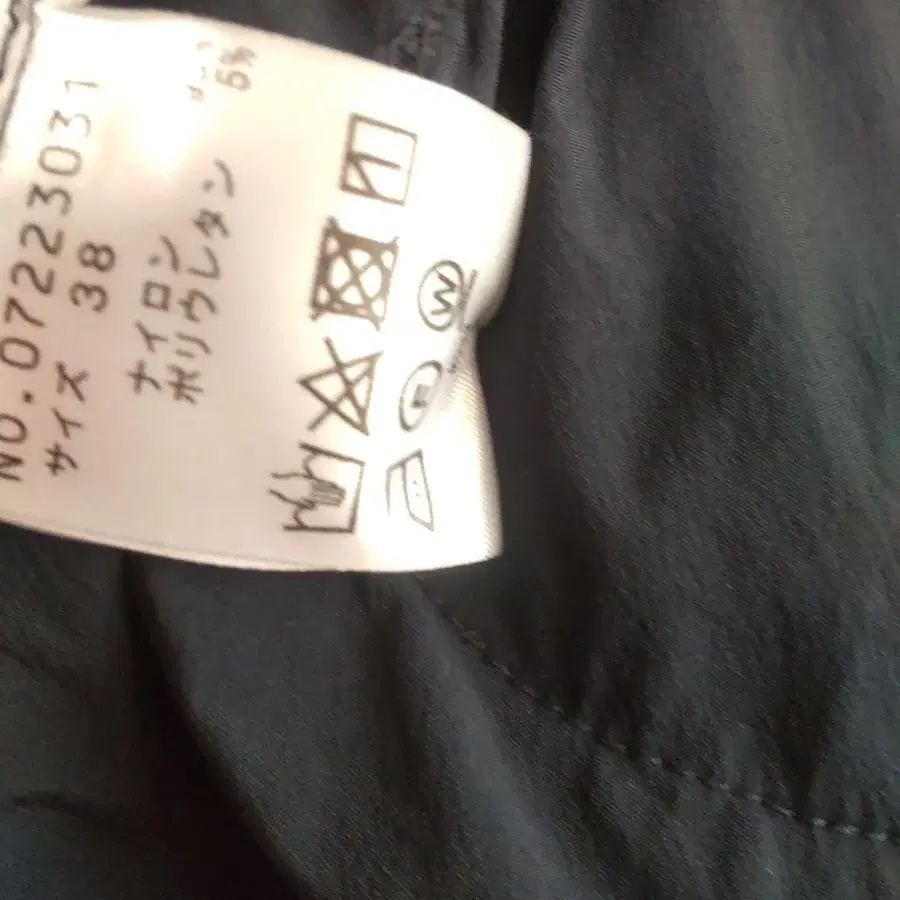 NO.07223031
サイズ 38
ナイロン
ポリウレタン 5%
W